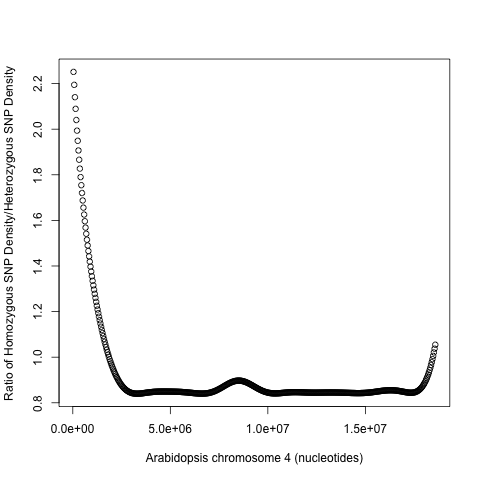 Ratio of Homozygous SNP Density/Heterozygous SNP Density
2.2
2.0
1.8
1.6
1.4
1.2
1.0
0.8
0.0e+00 5.0e+06 1.0e+07 1.5e+07
Arabidopsis chromosome 4 (nucleotides)